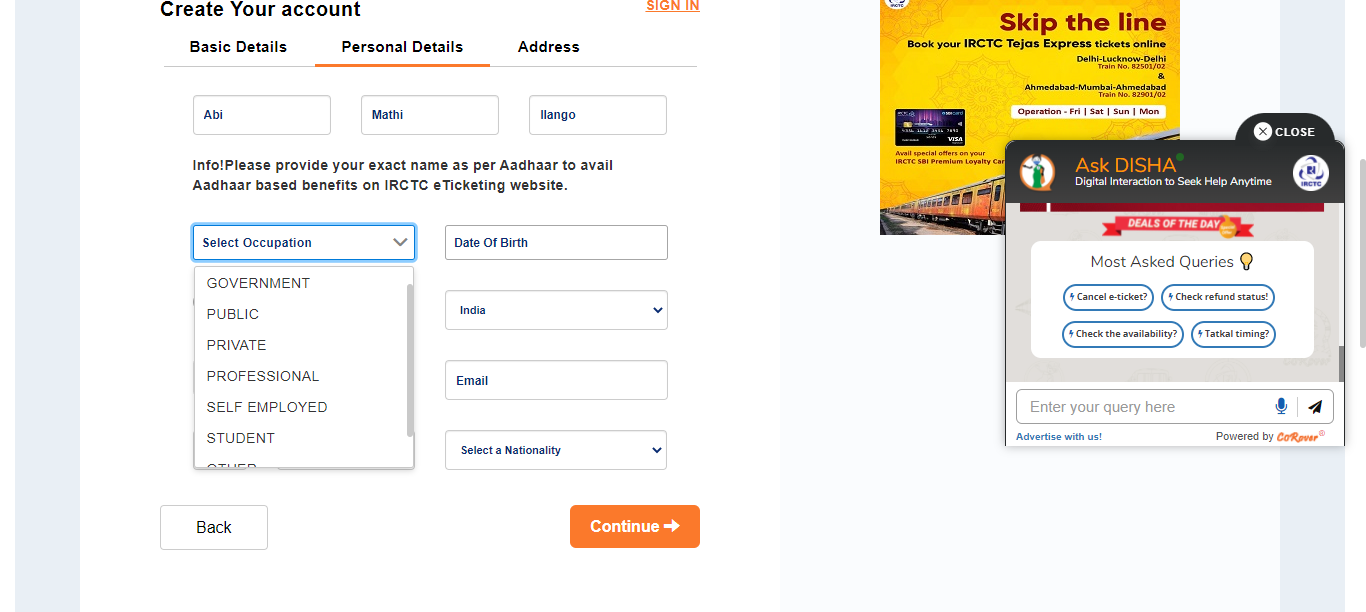 Create Your account
SIGN IN
Basic Details
Personal Details
Address
Abi
Mathi
Ilango
Info!Please provide your exact name as per Aadhaar to avail
Aadhaar based benefits on IRCTC eTicketing website.
Select Occupation
Date Of Birth
GOVERNMENT
PUBLIC
PRIVATE
PROFESSIONAL
SELF EMPLOYED
STUDENT
OTHER
India
Email
Select a Nationality
Back
Continue
IRCTC
Skip the line
Book your IRCTC Tejas Express tickets online
Delhi-Lucknow-Delhi
Train No. 82501/02
&
Ahmedabad-Mumbai-Ahmedabad
Train No. 82901/02
Operation - Fri | Sat | Sun | Mon
SBI card
VISA
Avail special offers on your
IRCTC SBI Premium Loyalty Car
CLOSE
Ask DISHA
Digital Interaction to Seek Help Anytime
IRCTC
DEALS OF THE DAY
Most Asked Queries
Cancel e-ticket?
Check refund status!
Check the availability?
Tatkal timing?
Enter your query here
Advertise with us!
Powered by CoRover®